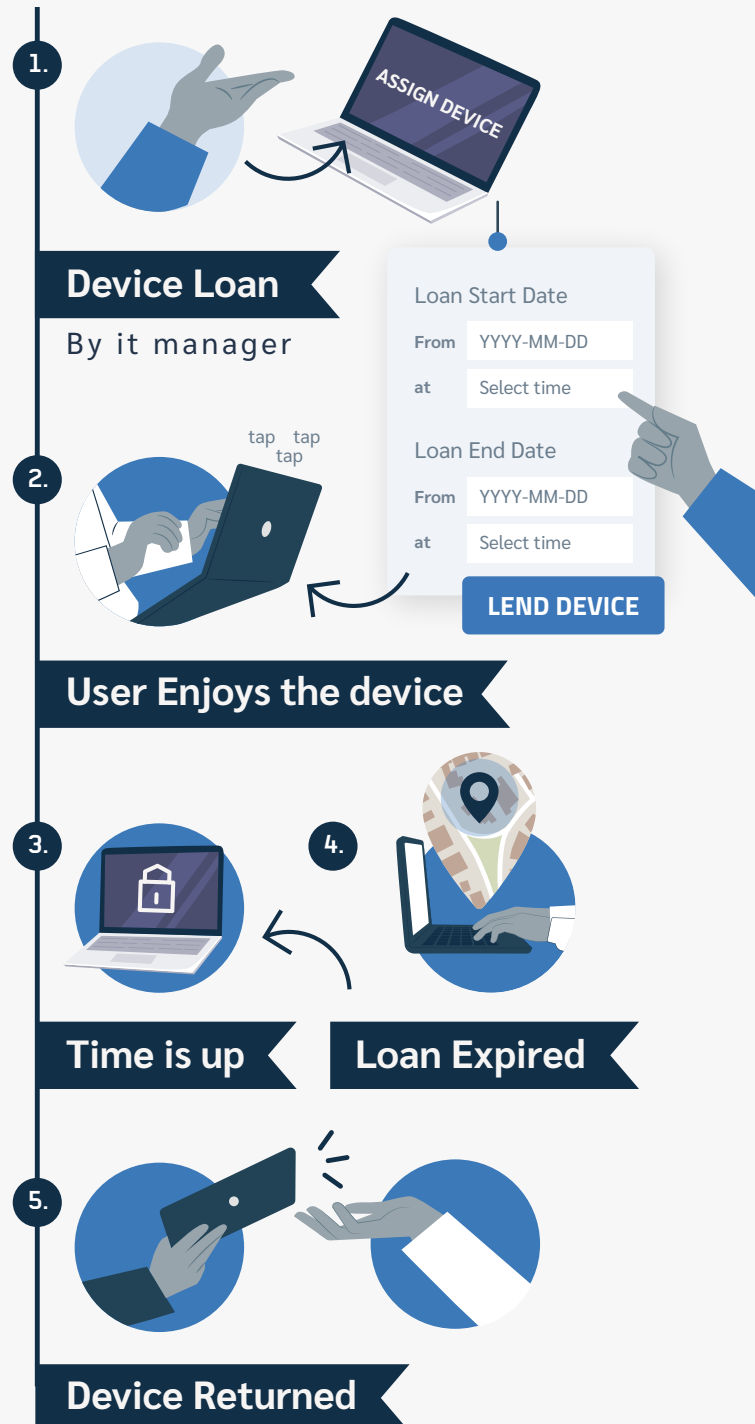 1.
ASSIGN DEVICE
Device Loan
By it manager
Loan Start Date
From YYYY-MM-DD
at Select time
Loan End Date
From YYYY-MM-DD
at Select time
LEND DEVICE
2.
tap tap
tap
User Enjoys the device
3.
Time is up
4.
Loan Expired
5.
Device Returned